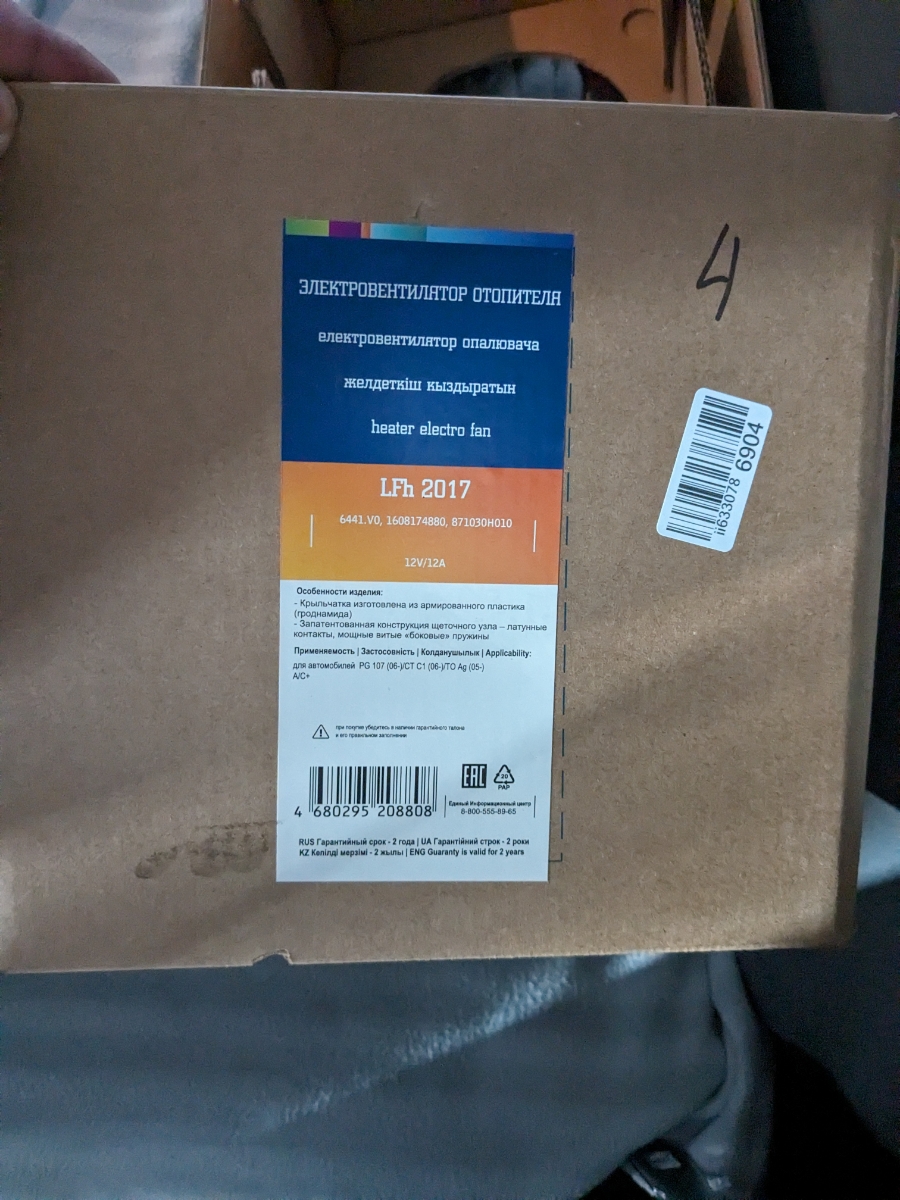 ЭЛЕКТРОВЕНТИЛЯТОР ОТОПИТЕЛЯ
електровентилятор опалювача
желдеткіш қыздыратын
heater electro fan
LFh 2017
6441.V0, 1608174880, 871030H010
12V/12A
Особенности изделия:
- Крыльчатка изготовлена из армированного пластика
(гроднамида)
- Запатентованная конструкция щеточного узла – латунные
контакты, мощные витые «боковые» пружины
Применяемость | Застосовність | Колданушылык | Applicability:
для автомобилей PG 107 (06-)/CT C1 (06-)/TO Ag (05-)
A/C+
при покупке убедитесь в наличии гарантийного талона
и его правильном заполнении
4 680295 208808
EAC
20
PAP
Единый Информационный центр
8-800-555-89-65
RUS Гарантийный срок - 2 года | UA Гарантійний строк - 2 роки
KZ Кепілді мерзімі - 2 жылы | ENG Guaranty is valid for 2 years
4
ii633078 6904